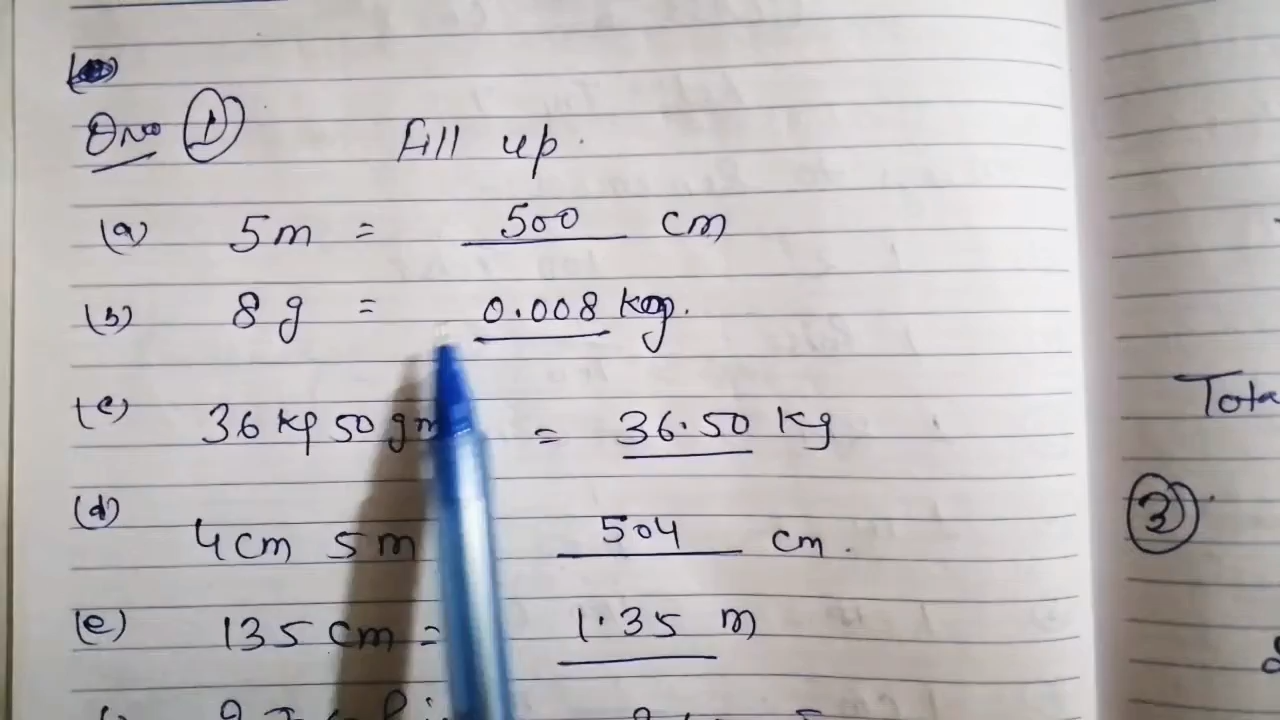 Qno ①
Fill up.
(a) 5m = 500 cm
(b) 8g = 0.008 kg.
(c) 36 kg 50 gm = 36.50 kg
(d) 4cm 5m 504 cm.
(e) 135 cm = 1.35 m
Tota
③